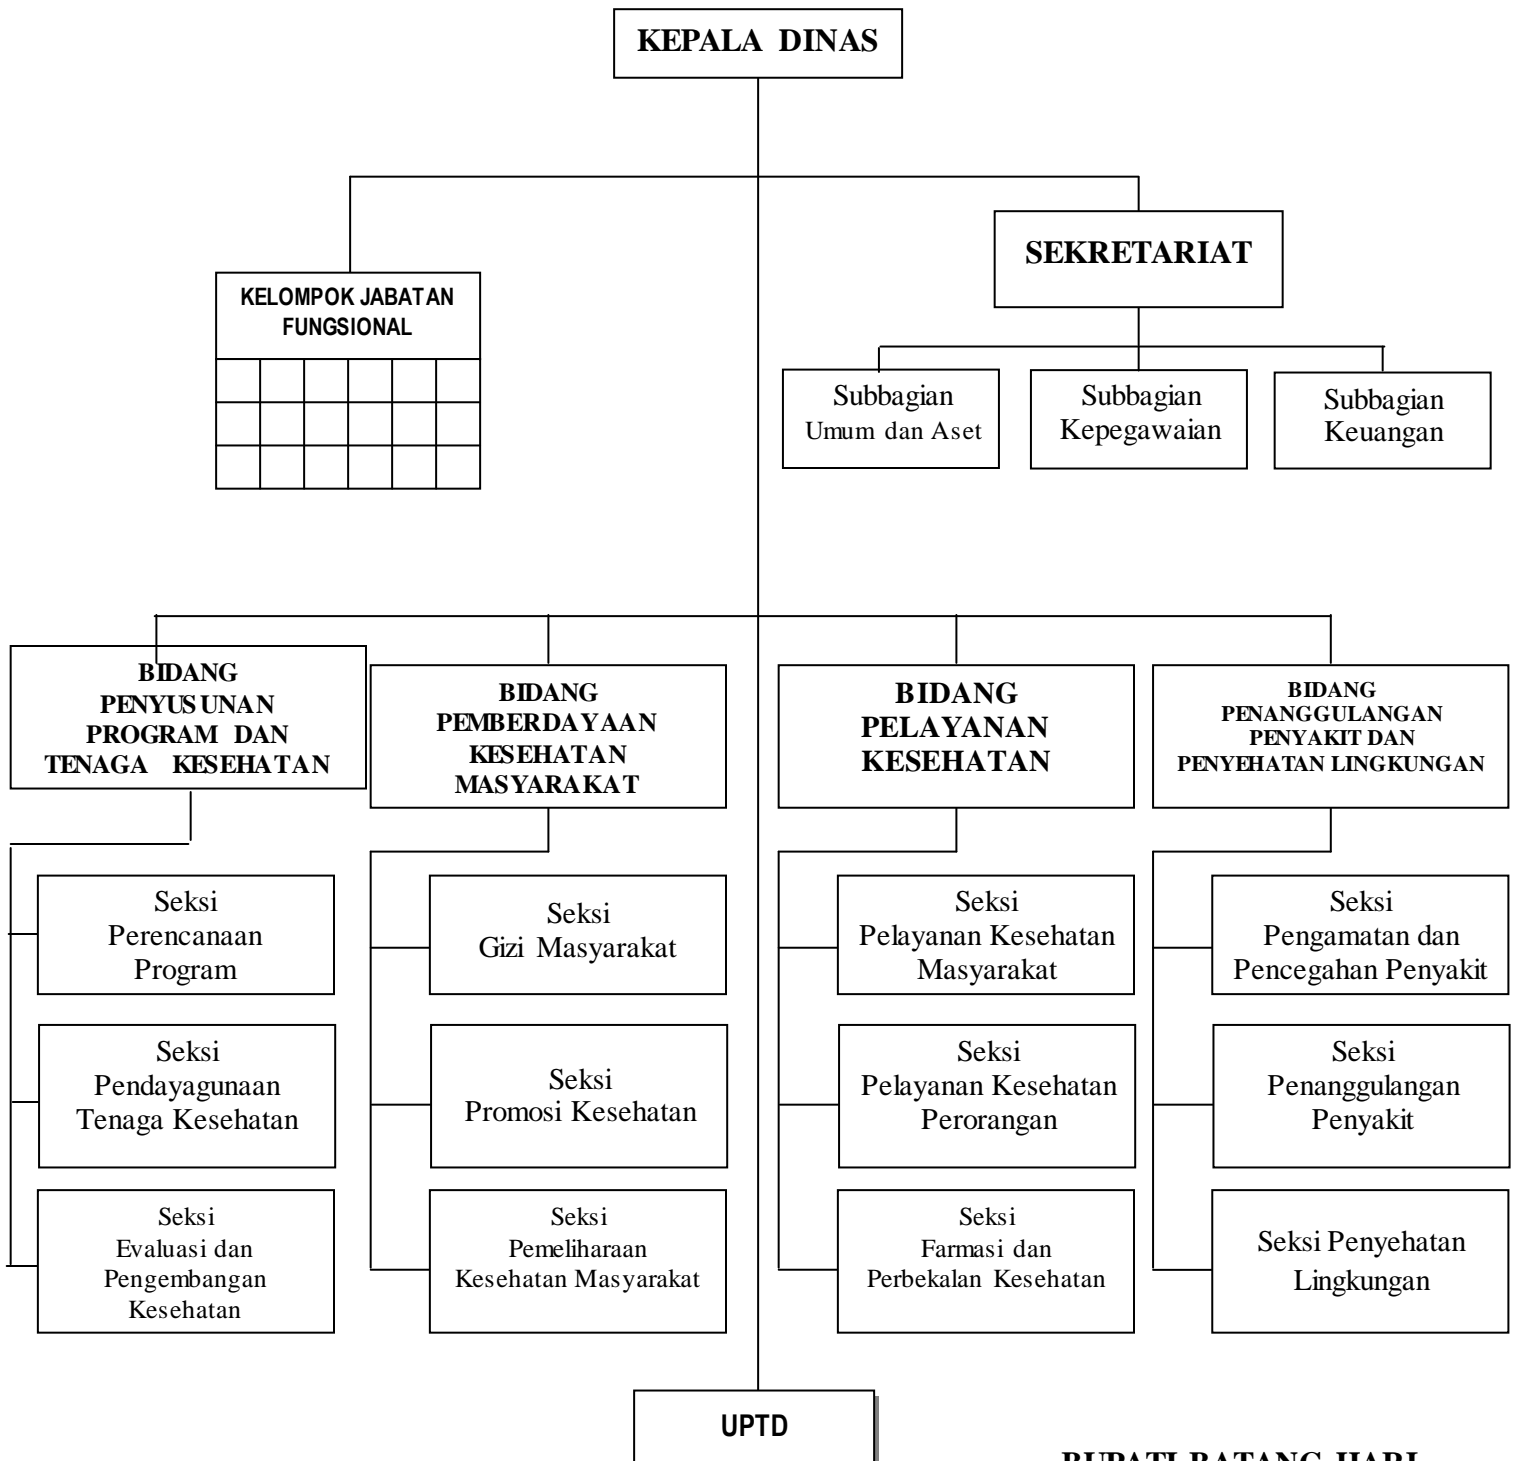 KEPALA DINAS
SEKRETARIAT
KELOMPOK JABATAN
FUNGSIONAL
Subbagian
Umum dan Aset
Subbagian
Kepegawaian
Subbagian
Keuangan
BIDANG
PENYUSUNAN
PROGRAM DAN
TENAGA KESEHATAN
BIDANG
PEMBERDAYAAN
KESEHATAN
MASYARAKAT
BIDANG
PELAYANAN
KESEHATAN
BIDANG
PENANGGULANGAN
PENYAKIT DAN
PENYEHATAN LINGKUNGAN
Seksi
Perencanaan
Program
Seksi
Gizi Masyarakat
Seksi
Pelayanan Kesehatan
Masyarakat
Seksi
Pengamatan dan
Pencegahan Penyakit
Seksi
Pendayagunaan
Tenaga Kesehatan
Seksi
Promosi Kesehatan
Seksi
Pelayanan Kesehatan
Perorangan
Seksi
Penanggulangan
Penyakit
Seksi
Evaluasi dan
Pengembangan
Kesehatan
Seksi
Pemeliharaan
Kesehatan Masyarakat
Seksi
Farmasi dan
Perbekalan Kesehatan
Seksi Penyehatan
Lingkungan
UPTD
BUPATI BATANG HARI